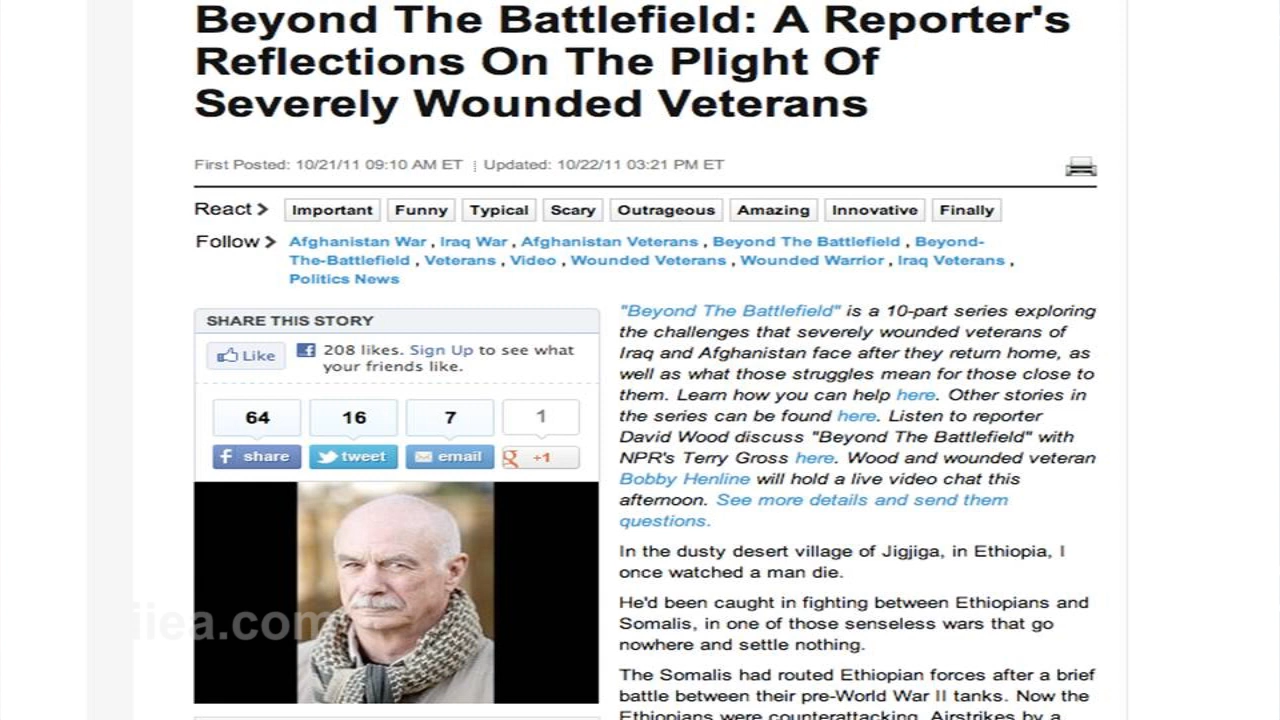 Beyond The Battlefield: A Reporter's
Reflections On The Plight Of
Severely Wounded Veterans
First Posted: 10/21/11 09:10 AM ET | Updated: 10/22/11 03:21 PM ET
React > Important Funny Typical Scary Outrageous Amazing Innovative Finally
Follow > Afghanistan War , Iraq War , Afghanistan Veterans , Beyond The Battlefield , Beyond-
The-Battlefield , Veterans , Video , Wounded Veterans , Wounded Warrior , Iraq Veterans ,
Politics News
SHARE THIS STORY
Like 208 likes. Sign Up to see what
your friends like.
64 16 7 1
share tweet email +1
iiea.com
"Beyond The Battlefield" is a 10-part series exploring
the challenges that severely wounded veterans of
Iraq and Afghanistan face after they return home, as
well as what those struggles mean for those close to
them. Learn how you can help here. Other stories in
the series can be found here. Listen to reporter
David Wood discuss "Beyond The Battlefield" with
NPR's Terry Gross here. Wood and wounded veteran
Bobby Henline will hold a live video chat this
afternoon. See more details and send them
questions.
In the dusty desert village of Jigjiga, in Ethiopia, I
once watched a man die.
He'd been caught in fighting between Ethiopians and
Somalis, in one of those senseless wars that go
nowhere and settle nothing.
The Somalis had routed Ethiopian forces after a brief
battle between their pre-World War II tanks. Now the
Ethiopians were counterattacking. Airstrikes by a